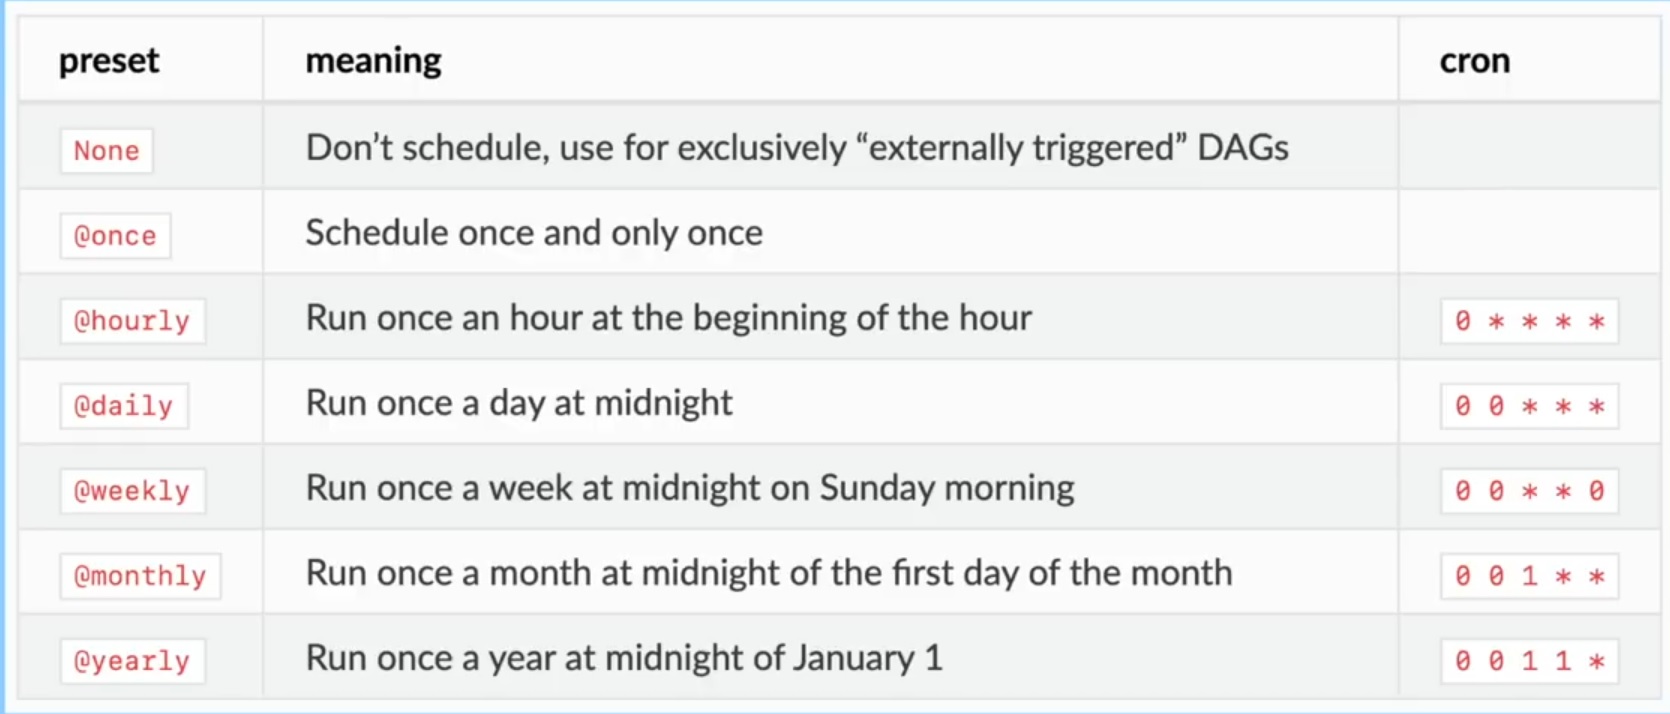 preset meaning cron
None Don’t schedule, use for exclusively “externally triggered” DAGs
@once Schedule once and only once
@hourly Run once an hour at the beginning of the hour 0 * * * *
@daily Run once a day at midnight 0 0 * * *
@weekly Run once a week at midnight on Sunday morning 0 0 * * 0
@monthly Run once a month at midnight of the first day of the month 0 0 1 * *
@yearly Run once a year at midnight of January 1 0 0 1 1 *